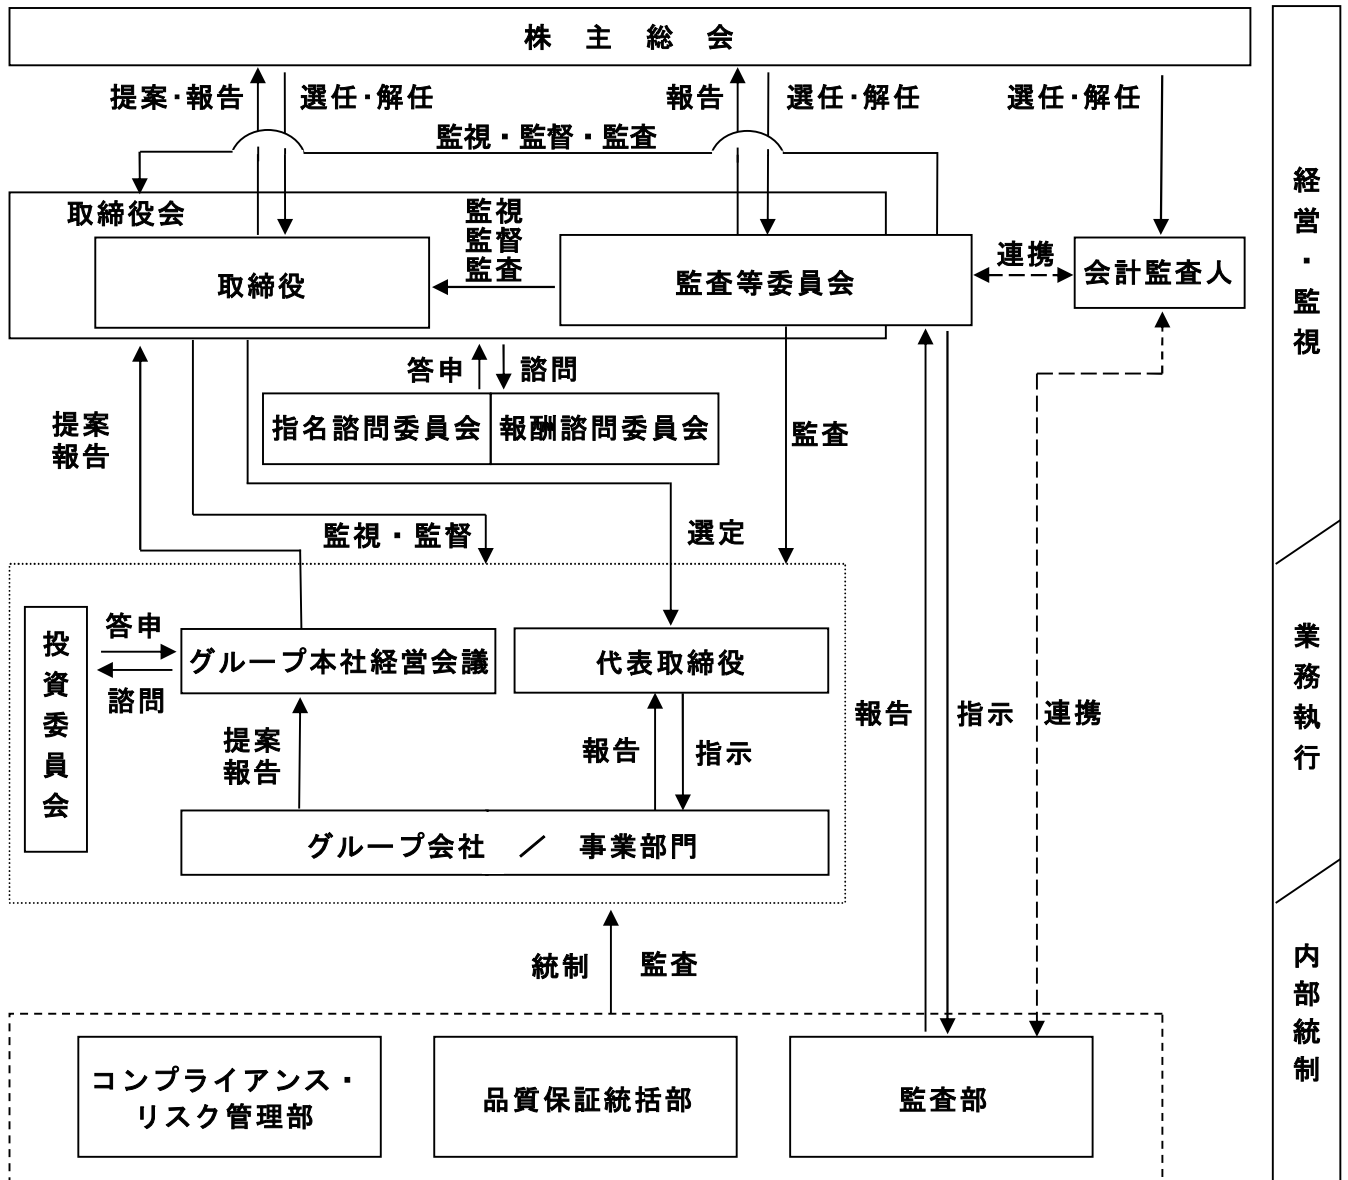 株　主　総　会
提案・報告
選任・解任
報告
選任・解任
選任・解任
監視・監督・監査
取締役会
監視
監督
監査
取締役
監査等委員会
連携
会計監査人
答申
諮問
指名諮問委員会
報酬諮問委員会
提案
報告
監査
監視・監督
選定
投資委員会
答申
諮問
グループ本社経営会議
代表取締役
提案
報告
報告
指示
グループ会社　／　事業部門
報告
指示
連携
統制
監査
コンプライアンス・
リスク管理部
品質保証統括部
監査部
経営・監視
業務執行
内部統制